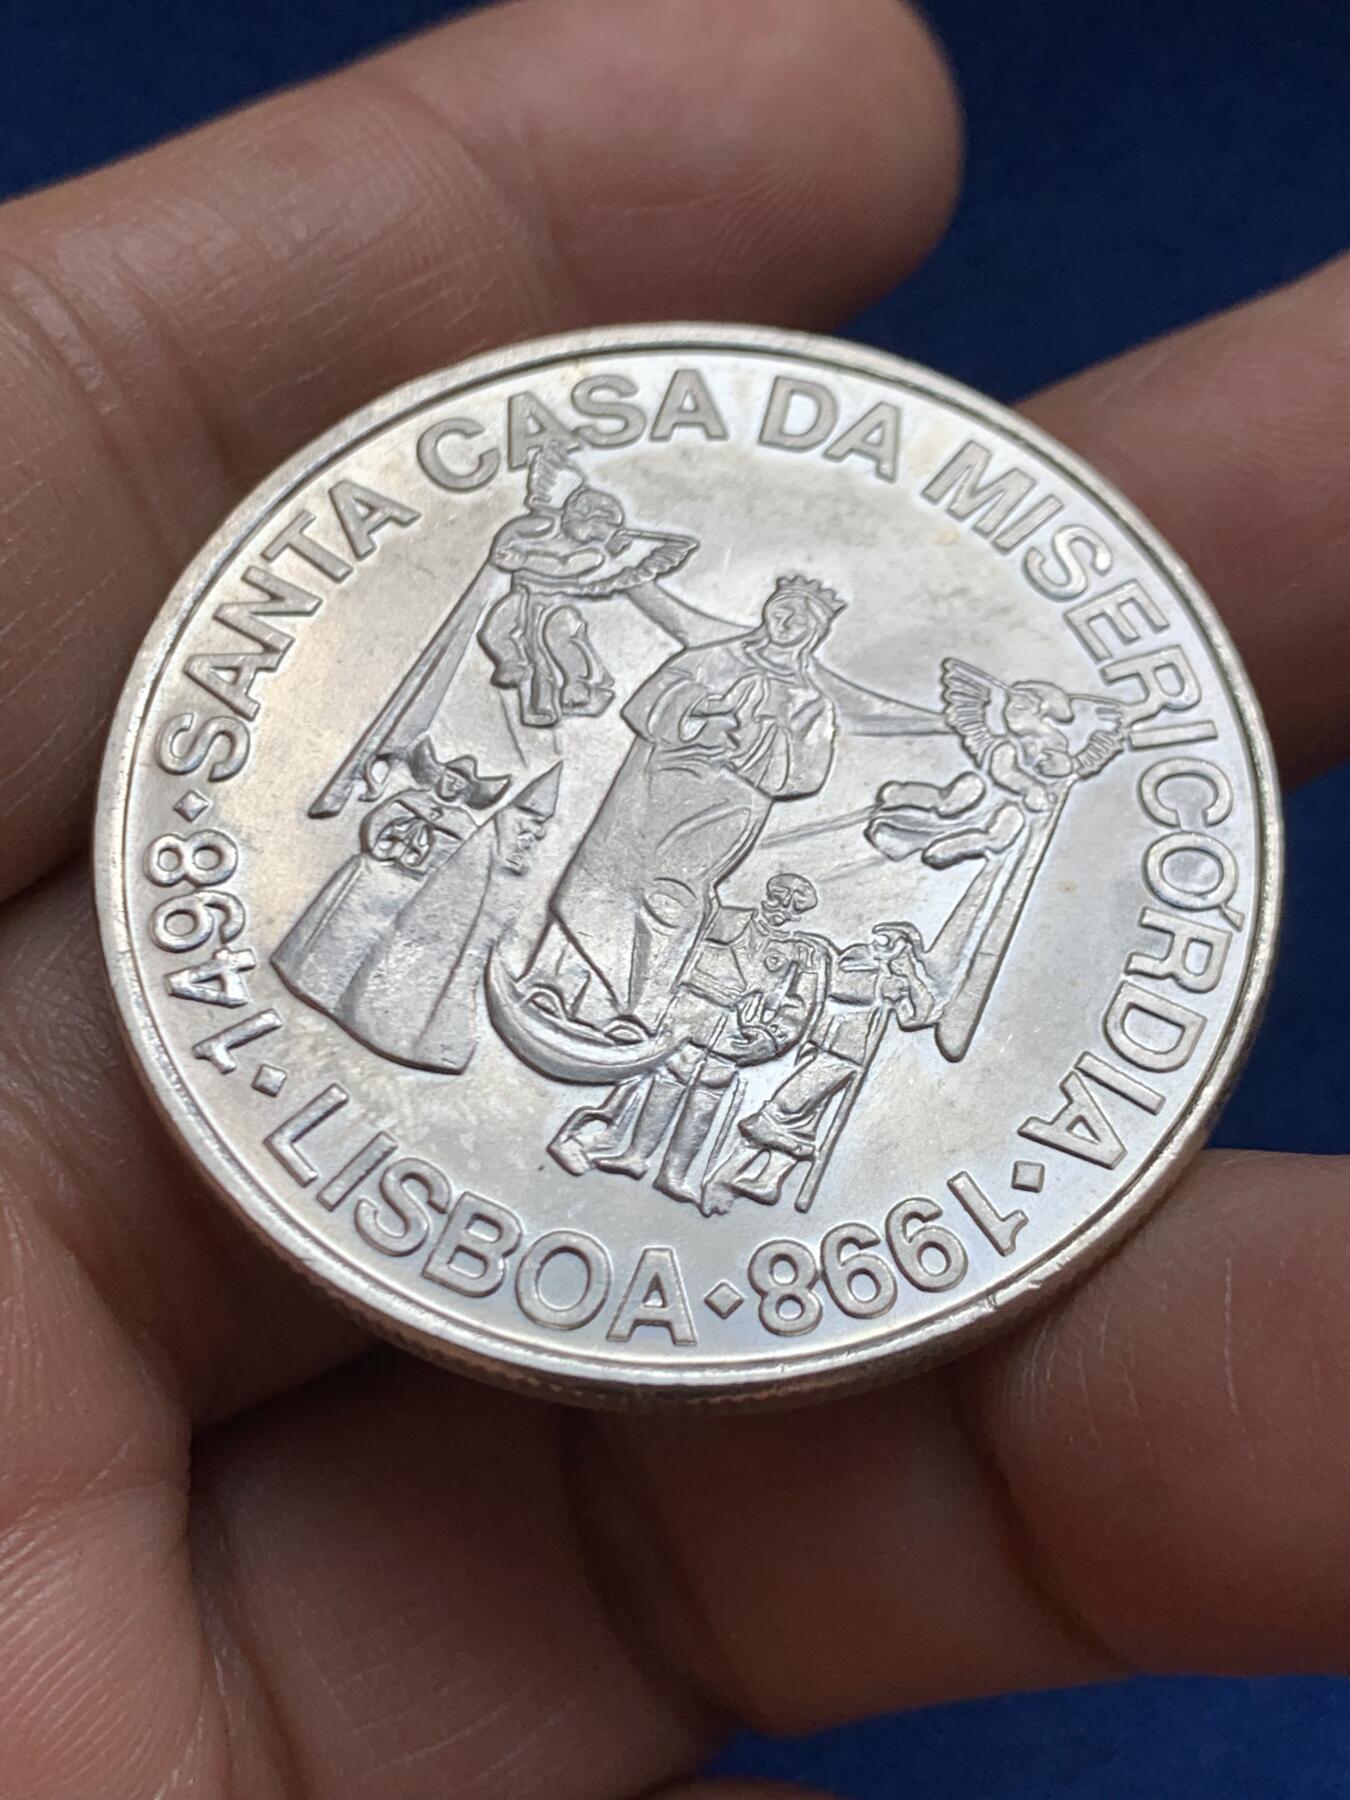 SANTA CASA DA MISERICÓRDIA · 1998 ·
1498 · LISBOA ·